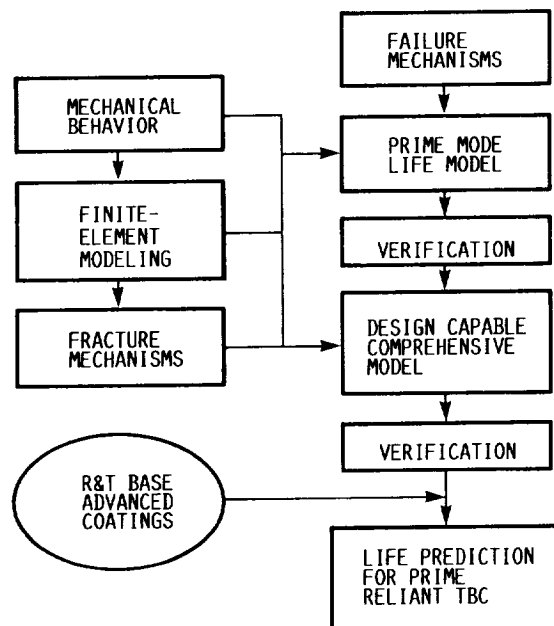 FAILURE
MECHANISMS
MECHANICAL
BEHAVIOR
PRIME MODE
LIFE MODEL
FINITE-
ELEMENT
MODELING
VERIFICATION
FRACTURE
MECHANISMS
DESIGN CAPABLE
COMPREHENSIVE
MODEL
VERIFICATION
R&T BASE
ADVANCED
COATINGS
LIFE PREDICTION
FOR PRIME
RELIANT TBC